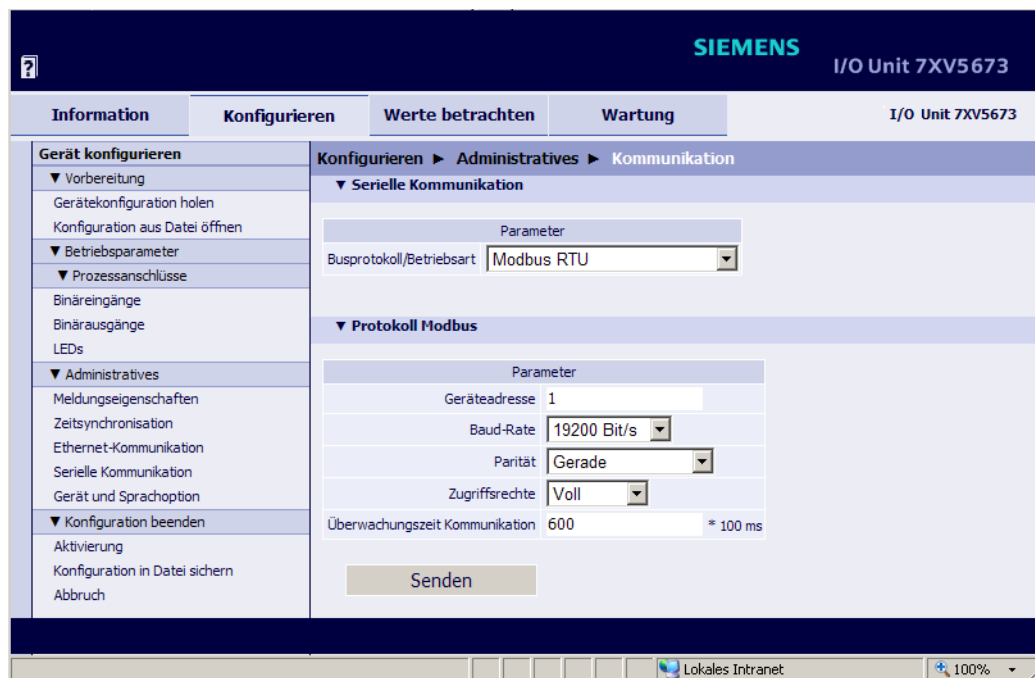 SIEMENS
?
I/O Unit 7XV5673
Information
Konfigurieren
Werte betrachten
Wartung
I/O Unit 7XV5673
Gerät konfigurieren
▼ Vorbereitung
Gerätekonfiguration holen
Konfiguration aus Datei öffnen
▼ Betriebsparameter
▼ Prozessanschlüsse
Binäreingänge
Binärausgänge
LEDs
▼ Administratives
Meldungseigenschaften
Zeitsynchronisation
Ethernet-Kommunikation
Serielle Kommunikation
Gerät und Sprachoption
▼ Konfiguration beenden
Aktivierung
Konfiguration in Datei sichern
Abbruch
Konfigurieren ► Administratives ► Kommunikation
▼ Serielle Kommunikation
Parameter
Busprotokoll/Betriebsart Modbus RTU
▼ Protokoll Modbus
Parameter
Geräteadresse 1
Baud-Rate 19200 Bit/s
Parität Gerade
Zugriffsrechte Voll
Überwachungszeit Kommunikation 600 * 100 ms
Senden
Lokales Intranet
100%